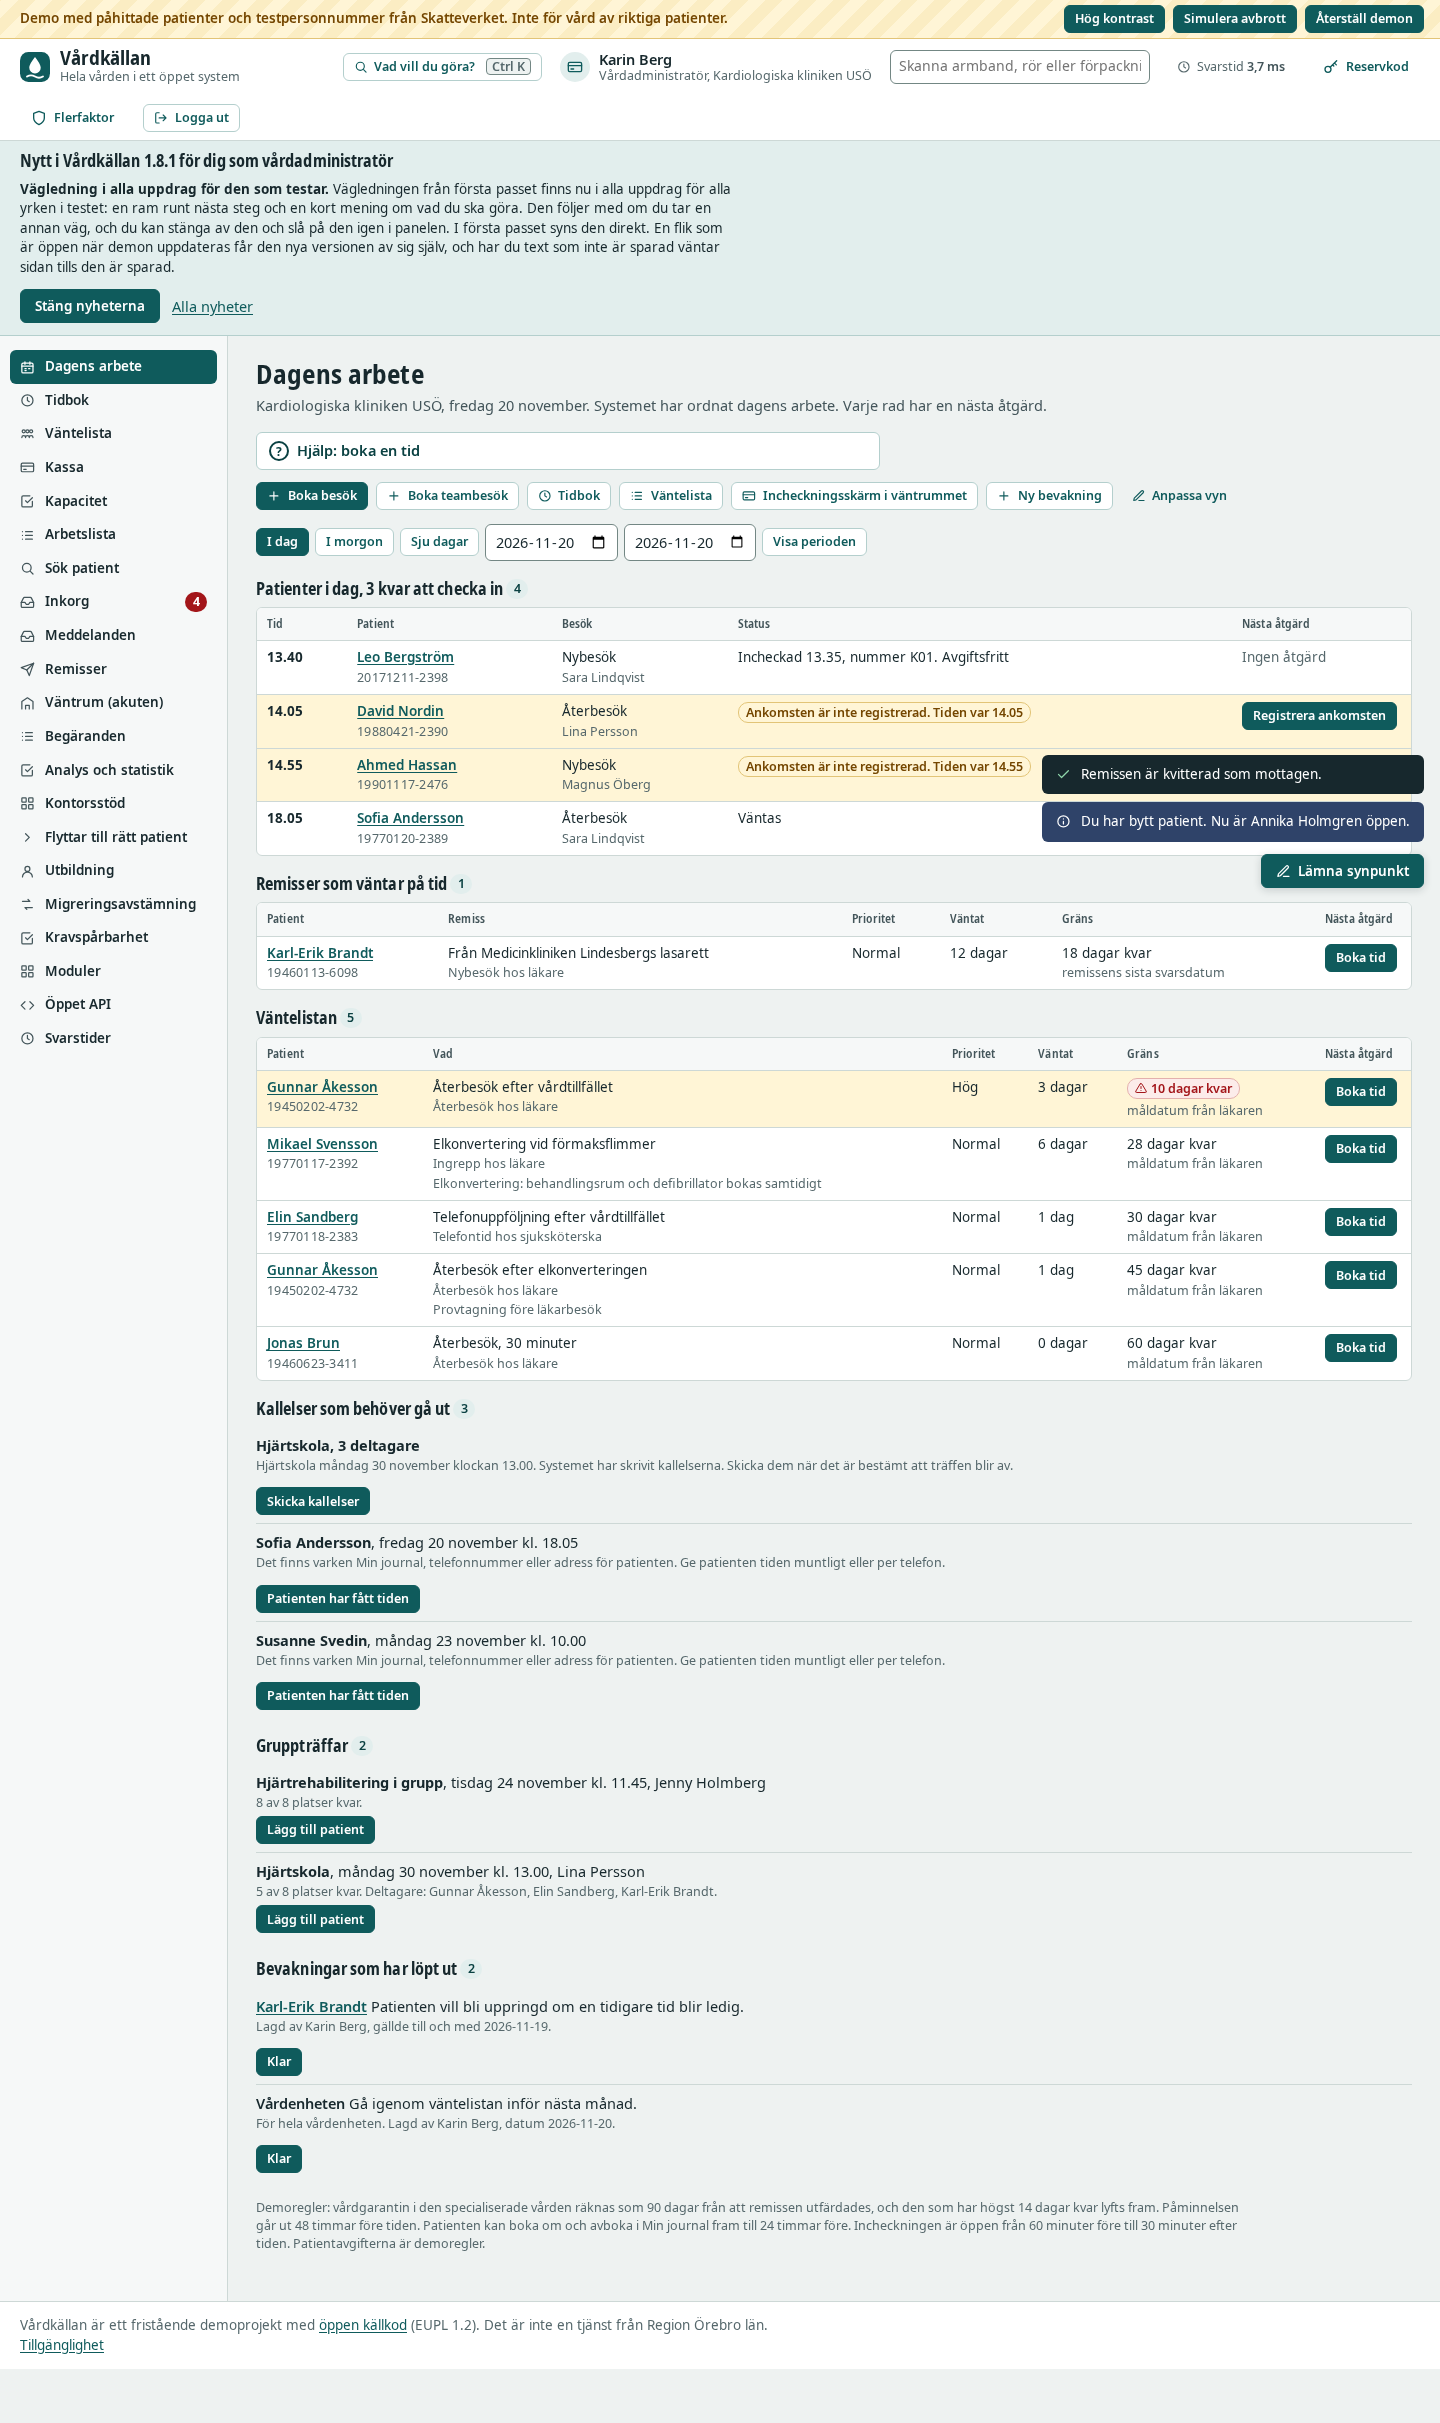 Demo med påhittade patienter och testpersonnummer från Skatteverket. Inte för vård av riktiga patienter.
Hög kontrast
Simulera avbrott
Återställ demon
Vårdkällan
Hela vården i ett öppet system
Vad vill du göra? Ctrl K
Karin Berg
Vårdadministratör, Kardiologiska kliniken USÖ
Skanna armband, rör eller förpackni
Svarstid 3,7 ms
Reservkod
Flerfaktor
Logga ut
Nytt i Vårdkällan 1.8.1 för dig som vårdadministratör
Vägledning i alla uppdrag för den som testar. Vägledningen från första passet finns nu i alla uppdrag för alla
yrken i testet: en ram runt nästa steg och en kort mening om vad du ska göra. Den följer med om du tar en
annan väg, och du kan stänga av den och slå på den igen i panelen. I första passet syns den direkt. En flik som
är öppen när demon uppdateras får den nya versionen av sig själv, och har du text som inte är sparad väntar
sidan tills den är sparad.
Stäng nyheterna
Alla nyheter
Dagens arbete
Tidbok
Väntelista
Kassa
Kapacitet
Arbetslista
Sök patient
Inkorg 4
Meddelanden
Remisser
Väntrum (akuten)
Begäranden
Analys och statistik
Kontorsstöd
Flyttar till rätt patient
Utbildning
Migreringsavstämning
Kravspårbarhet
Moduler
Öppet API
Svarstider
Dagens arbete
Kardiologiska kliniken USÖ, fredag 20 november. Systemet har ordnat dagens arbete. Varje rad har en nästa åtgärd.
? Hjälp: boka en tid
Boka besök
Boka teambesök
Tidbok
Väntelista
Incheckningsskärm i väntrummet
Ny bevakning
Anpassa vyn
I dag
I morgon
Sju dagar
2026-11-20
2026-11-20
Visa perioden
Patienter i dag, 3 kvar att checka in 4
Tid Patient Besök Status Nästa åtgärd
13.40 Leo Bergström Nybesök Incheckad 13.35, nummer K01. Avgiftsfritt Ingen åtgärd
20171211-2398 Sara Lindqvist
14.05 David Nordin Återbesök Ankomsten är inte registrerad. Tiden var 14.05 Registrera ankomsten
19880421-2390 Lina Persson
14.55 Ahmed Hassan Nybesök Ankomsten är inte registrerad. Tiden var 14.55
19901117-2476 Magnus Öberg
18.05 Sofia Andersson Återbesök Väntas
19770120-2389 Sara Lindqvist
Remissen är kvitterad som mottagen.
Du har bytt patient. Nu är Annika Holmgren öppen.
Lämna synpunkt
Remisser som väntar på tid 1
Patient Remiss Prioritet Väntat Gräns Nästa åtgärd
Karl-Erik Brandt Från Medicinkliniken Lindesbergs lasarett Normal 12 dagar 18 dagar kvar Boka tid
19460113-6098 Nybesök hos läkare remissens sista svarsdatum
Väntelistan 5
Patient Vad Prioritet Väntat Gräns Nästa åtgärd
Gunnar Åkesson Återbesök efter vårdtillfället Hög 3 dagar 10 dagar kvar Boka tid
19450202-4732 Återbesök hos läkare måldatum från läkaren
Mikael Svensson Elkonvertering vid förmaksflimmer Normal 6 dagar 28 dagar kvar Boka tid
19770117-2392 Ingrepp hos läkare måldatum från läkaren
Elkonvertering: behandlingsrum och defibrillator bokas samtidigt
Elin Sandberg Telefonuppföljning efter vårdtillfället Normal 1 dag 30 dagar kvar Boka tid
19770118-2383 Telefontid hos sjuksköterska måldatum från läkaren
Gunnar Åkesson Återbesök efter elkonverteringen Normal 1 dag 45 dagar kvar Boka tid
19450202-4732 Återbesök hos läkare måldatum från läkaren
Provtagning före läkarbesök
Jonas Brun Återbesök, 30 minuter Normal 0 dagar 60 dagar kvar Boka tid
19460623-3411 Återbesök hos läkare måldatum från läkaren
Kallelser som behöver gå ut 3
Hjärtskola, 3 deltagare
Hjärtskola måndag 30 november klockan 13.00. Systemet har skrivit kallelserna. Skicka dem när det är bestämt att träffen blir av.
Skicka kallelser
Sofia Andersson, fredag 20 november kl. 18.05
Det finns varken Min journal, telefonnummer eller adress för patienten. Ge patienten tiden muntligt eller per telefon.
Patienten har fått tiden
Susanne Svedin, måndag 23 november kl. 10.00
Det finns varken Min journal, telefonnummer eller adress för patienten. Ge patienten tiden muntligt eller per telefon.
Patienten har fått tiden
Gruppträffar 2
Hjärtrehabilitering i grupp, tisdag 24 november kl. 11.45, Jenny Holmberg
8 av 8 platser kvar.
Lägg till patient
Hjärtskola, måndag 30 november kl. 13.00, Lina Persson
5 av 8 platser kvar. Deltagare: Gunnar Åkesson, Elin Sandberg, Karl-Erik Brandt.
Lägg till patient
Bevakningar som har löpt ut 2
Karl-Erik Brandt Patienten vill bli uppringd om en tidigare tid blir ledig.
Lagd av Karin Berg, gällde till och med 2026-11-19.
Klar
Vårdenheten Gå igenom väntelistan inför nästa månad.
För hela vårdenheten. Lagd av Karin Berg, datum 2026-11-20.
Klar
Demoregler: vårdgarantin i den specialiserade vården räknas som 90 dagar från att remissen utfärdades, och den som har högst 14 dagar kvar lyfts fram. Påminnelsen
går ut 48 timmar före tiden. Patienten kan boka om och avboka i Min journal fram till 24 timmar före. Incheckningen är öppen från 60 minuter före till 30 minuter efter
tiden. Patientavgifterna är demoregler.
Vårdkällan är ett fristående demoprojekt med öppen källkod (EUPL 1.2). Det är inte en tjänst från Region Örebro län.
Tillgänglighet